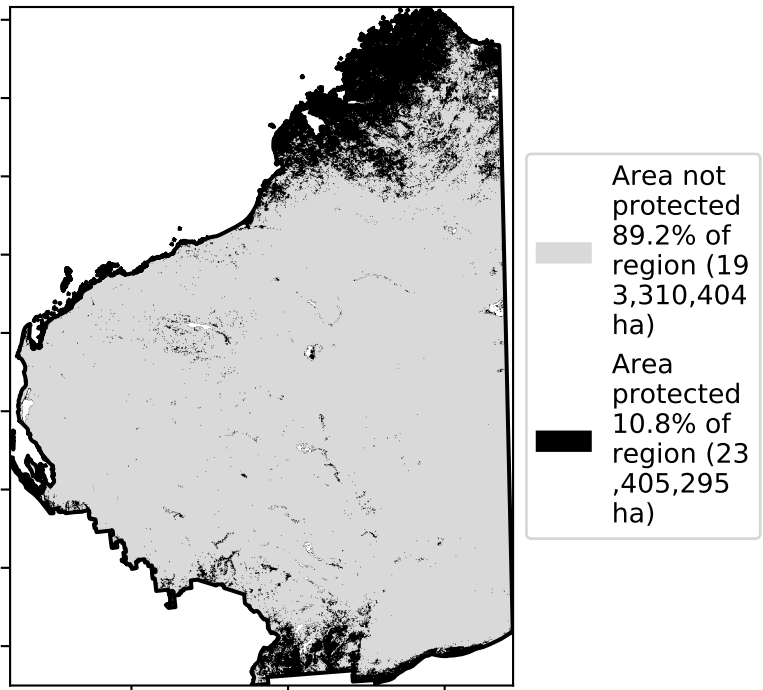 Area not
protected
89.2% of
region (19
3,310,404
ha)
Area
protected
10.8% of
region (23
,405,295
ha)